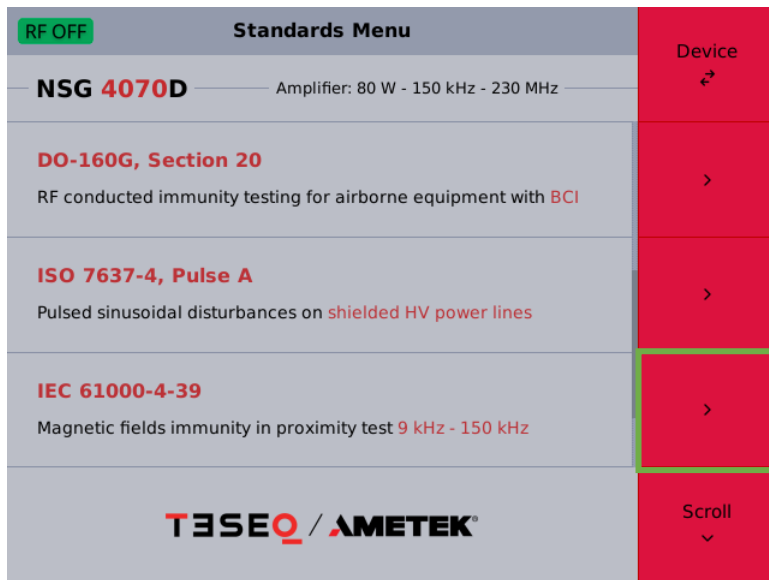 RF OFF
Standards Menu
Device
NSG 4070D
Amplifier: 80 W - 150 kHz - 230 MHz
DO-160G, Section 20
RF conducted immunity testing for airborne equipment with BCI
ISO 7637-4, Pulse A
Pulsed sinusoidal disturbances on shielded HV power lines
IEC 61000-4-39
Magnetic fields immunity in proximity test 9 kHz - 150 kHz
TESEQ / AMETEK®
Scroll